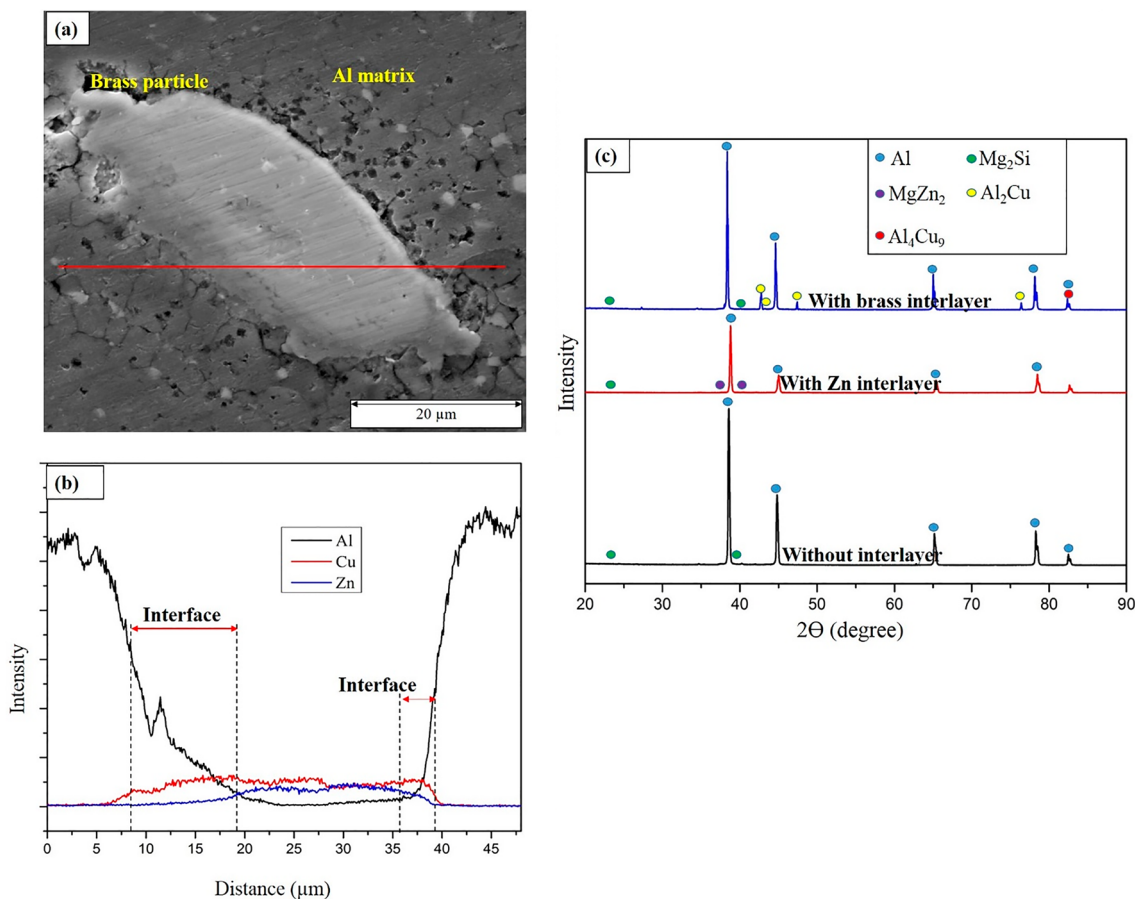 (a)
Brass particle
Al matrix
20 µm
(b)
Al
Cu
Zn
Interface
Interface
Intensity
0 5 10 15 20 25 30 35 40 45
Distance (µm)
(c)
Al
Mg₂Si
MgZn₂
Al₂Cu
Al₄Cu₉
With brass interlayer
With Zn interlayer
Without interlayer
Intensity
20 30 40 50 60 70 80 90
2ϴ (degree)